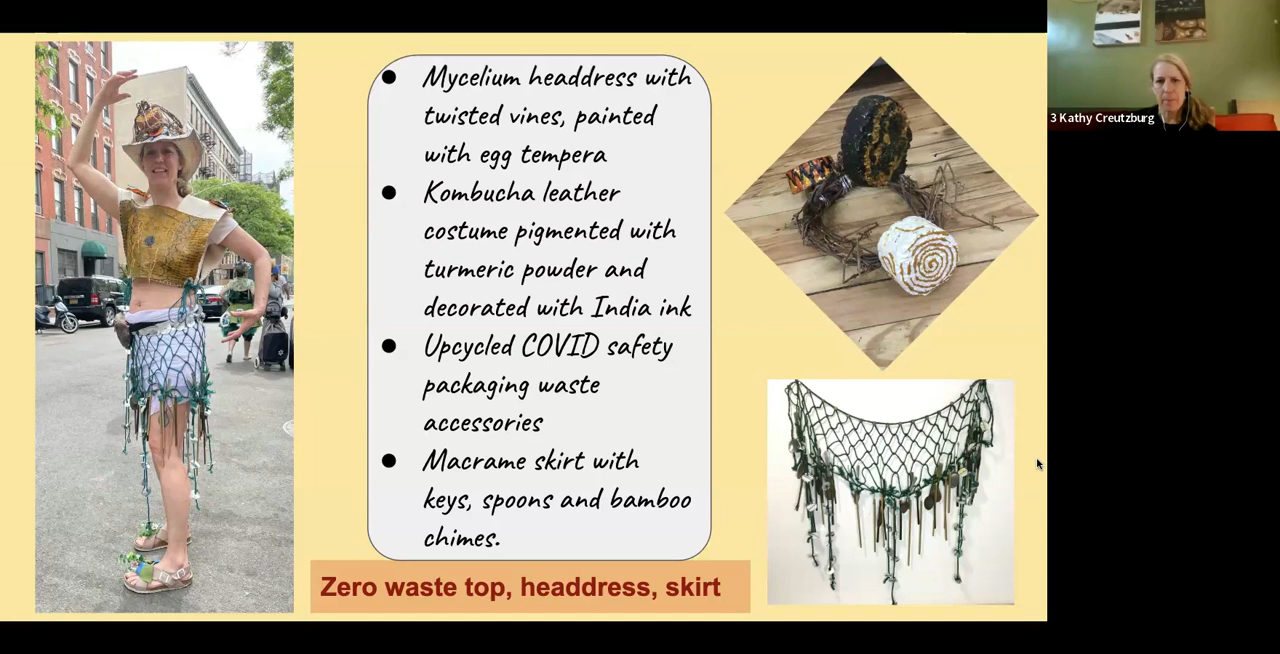 Mycelium headdress with
twisted vines, painted
with egg tempera
Kombucha leather
costume pigmented with
turmeric powder and
decorated with India ink
Upcycled COVID safety
packaging waste
accessories
Macrame skirt with
keys, spoons and bamboo
chimes.
Zero waste top, headdress, skirt
3 Kathy Creutzburg